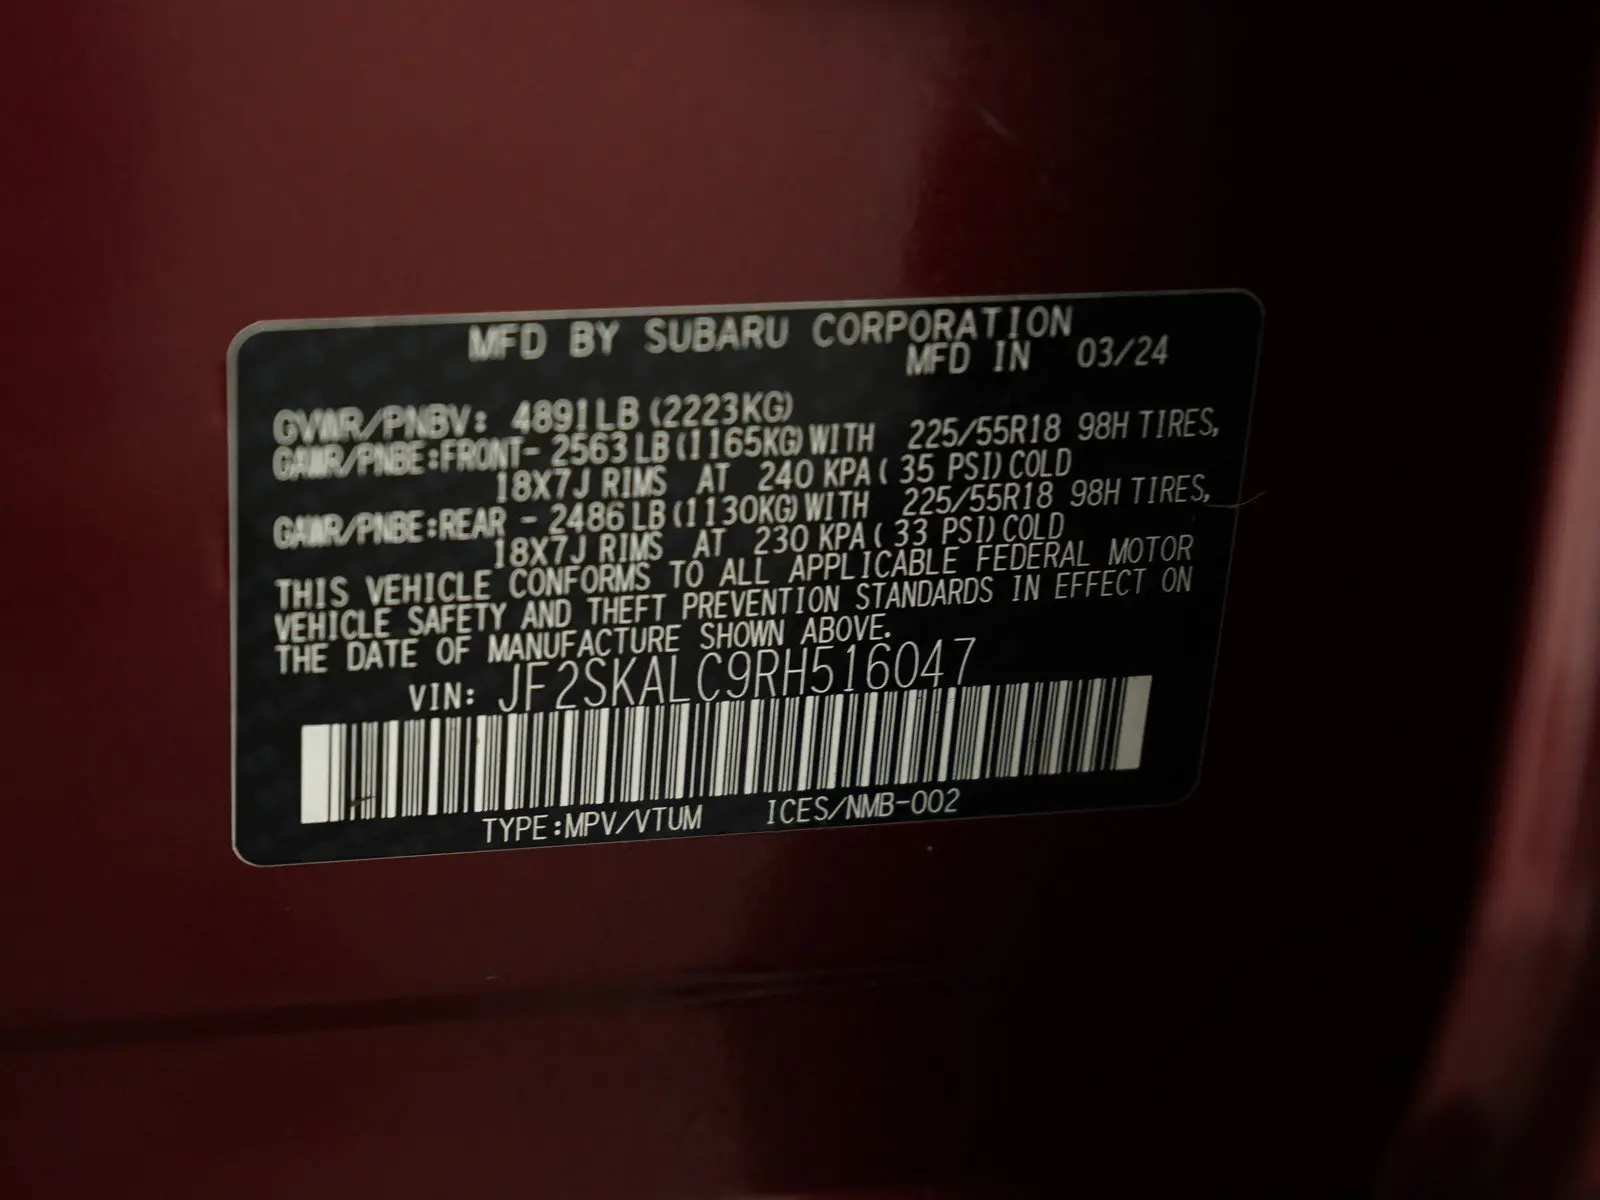 MFD BY SUBARU CORPORATION
MFD IN 03/24
GVWR/PNBV: 4891LB (2223KG)
GAWR/PNBE:FRONT- 2563LB (1165KG) WITH 225/55R18 98H TIRES,
18X7J RIMS AT 240 KPA ( 35 PSI) COLD
GAWR/PNBE:REAR - 2486LB (1130KG) WITH 225/55R18 98H TIRES,
18X7J RIMS AT 230 KPA ( 33 PSI) COLD
THIS VEHICLE CONFORMS TO ALL APPLICABLE FEDERAL MOTOR
VEHICLE SAFETY AND THEFT PREVENTION STANDARDS IN EFFECT ON
THE DATE OF MANUFACTURE SHOWN ABOVE.
VIN: JF2SKALC9RH516047
TYPE:MPV/VTUM ICES/NMB-002